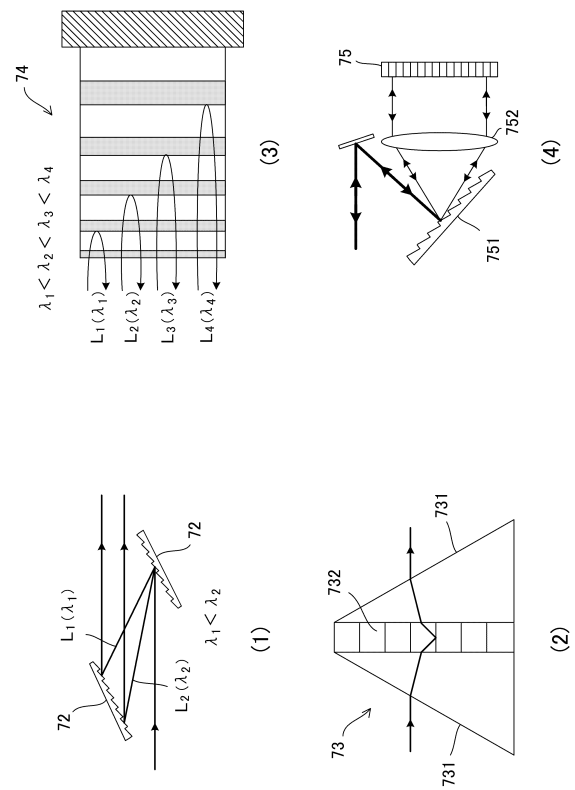 72
L₁(λ₁)
72
L₂(λ₂)
λ₁ < λ₂
(1)
73
732
731
731
(2)
λ₁ < λ₂ < λ₃ < λ₄
74
L₁(λ₁)
L₂(λ₂)
L₃(λ₃)
L₄(λ₄)
(3)
75
752
751
(4)